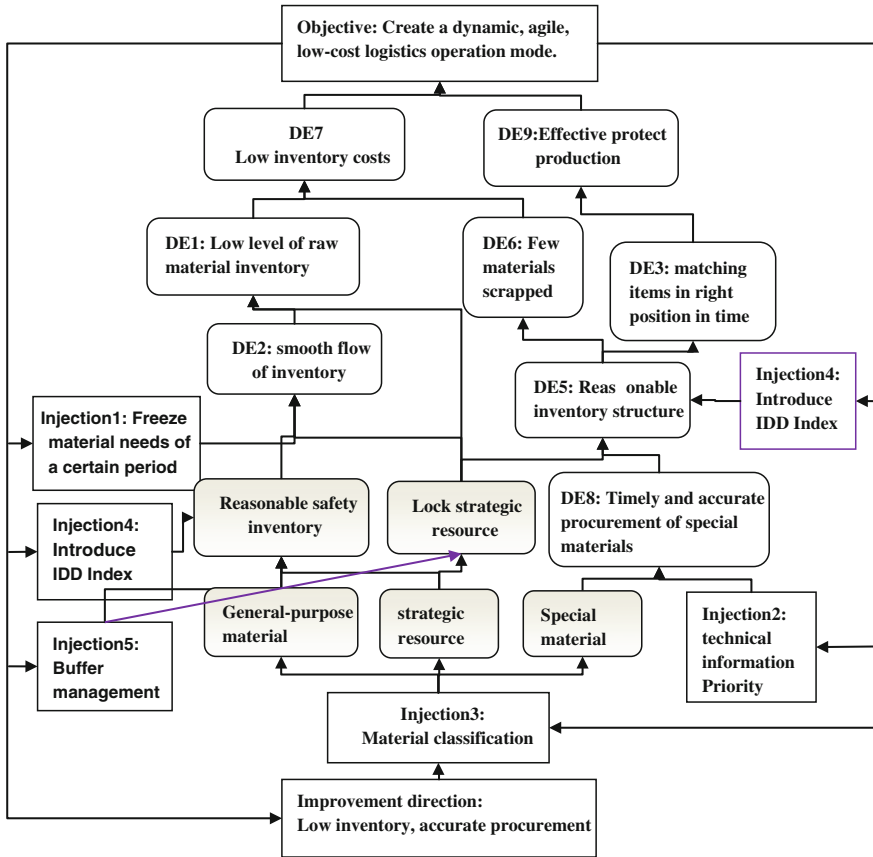 Objective: Create a dynamic, agile,
low-cost logistics operation mode.
DE7
Low inventory costs
DE9:Effective protect
production
DE1: Low level of raw
material inventory
DE6: Few
materials
scrapped
DE3: matching
items in right
position in time
DE2: smooth flow
of inventory
DE5: Reas onable
inventory structure
Injection4:
Introduce
IDD Index
Injection1: Freeze
material needs of
a certain period
Reasonable safety
inventory
Lock strategic
resource
DE8: Timely and accurate
procurement of special
materials
Injection4:
Introduce
IDD Index
General-purpose
material
strategic
resource
Special
material
Injection2:
technical
information
Priority
Injection5:
Buffer
management
Injection3:
Material classification
Improvement direction:
Low inventory, accurate procurement